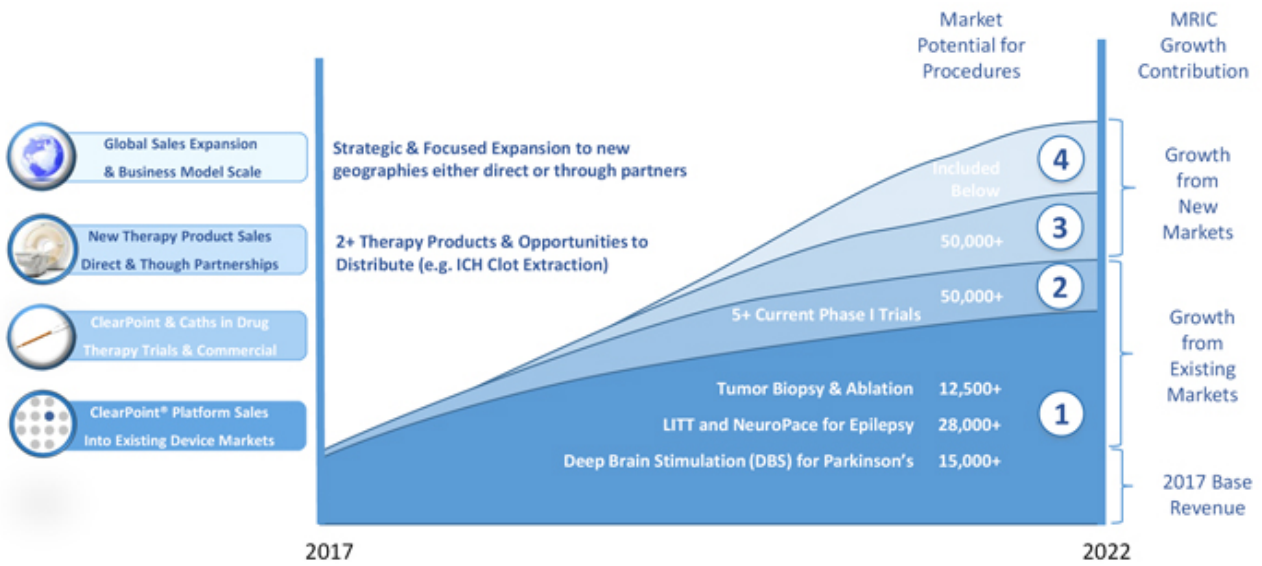 Market
Potential for
Procedures
MRIC
Growth
Contribution
Global Sales Expansion
& Business Model Scale
Strategic & Focused Expansion to new
geographies either direct or through partners
Included
Below
4
Growth
from
New
Markets
New Therapy Product Sales
Direct & Though Partnerships
2+ Therapy Products & Opportunities to
Distribute (e.g. ICH Clot Extraction)
50,000+
3
ClearPoint & Caths in Drug
Therapy Trials & Commercial
5+ Current Phase I Trials
50,000+
2
Growth
from
Existing
Markets
ClearPoint® Platform Sales
Into Existing Device Markets
Tumor Biopsy & Ablation 12,500+
LITT and NeuroPace for Epilepsy 28,000+
Deep Brain Stimulation (DBS) for Parkinson's 15,000+
1
2017 Base
Revenue
2017
2022